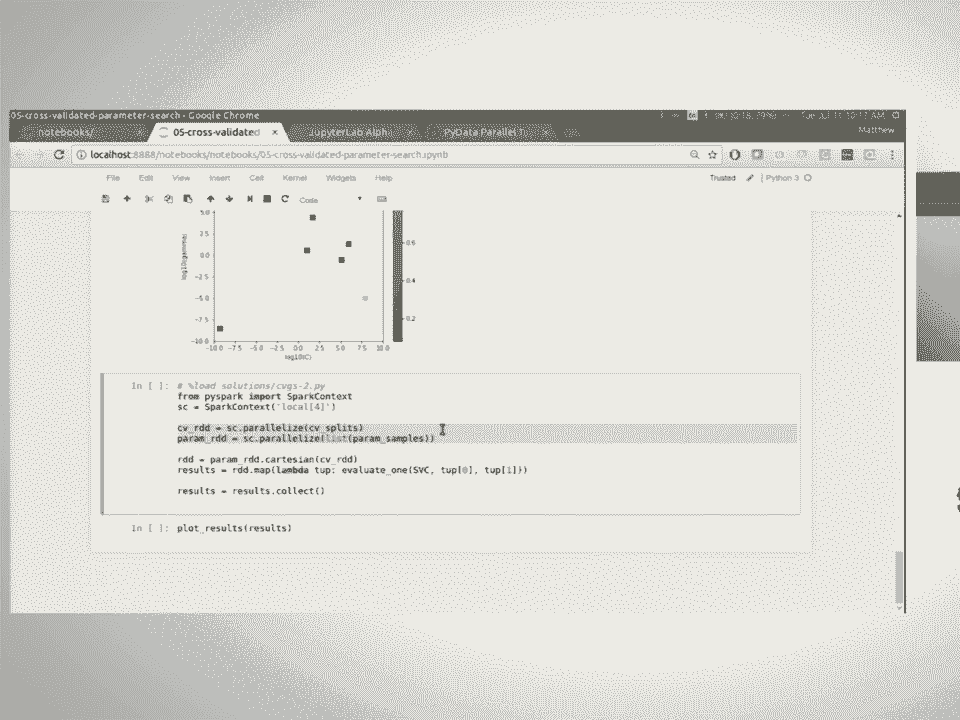 05-cross-validated-parameter-search - Google Chrome
notebooks/ 05-cross-validated JupyterLab Alph PyData Parallel T Matthew
localhost:8888/notebooks/notebooks/05-cross-validated-parameter-search.ipynb
File Edit View Insert Cell Kernel Widgets Help Trusted Python 3
Code
5.0
2.5
0.0
−2.5
−5.0
−7.5
−10.0
log10(gamma)
0.6
0.4
0.2
−10.0 −7.5 −5.0 −2.5 0.0 2.5 5.0 7.5 10.0
log10(C)
In [ ]: # %load solutions/cvgs-2.py
from pyspark import SparkContext
sc = SparkContext('local[4]')
cv_rdd = sc.parallelize(cv_splits)
param_rdd = sc.parallelize(list(param_samples))
rdd = param_rdd.cartesian(cv_rdd)
results = rdd.map(lambda tup: evaluate_one(SVC, tup[0], tup[1]))
results = results.collect()
In [ ]: plot_results(results)